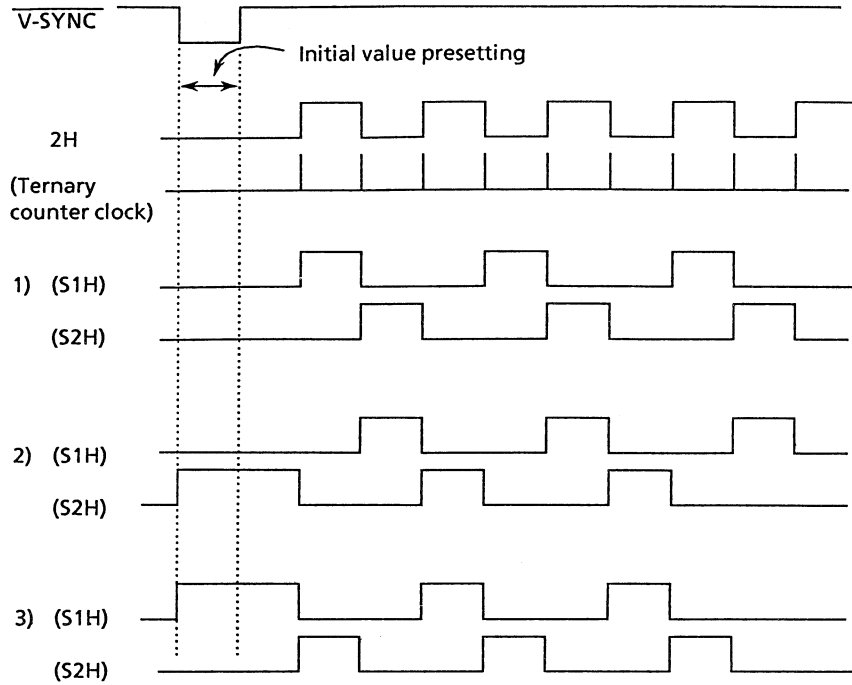 V-SYNC
Initial value presetting
2H
(Ternary
counter clock)
1) (S1H)
(S2H)
2) (S1H)
(S2H)
3) (S1H)
(S2H)